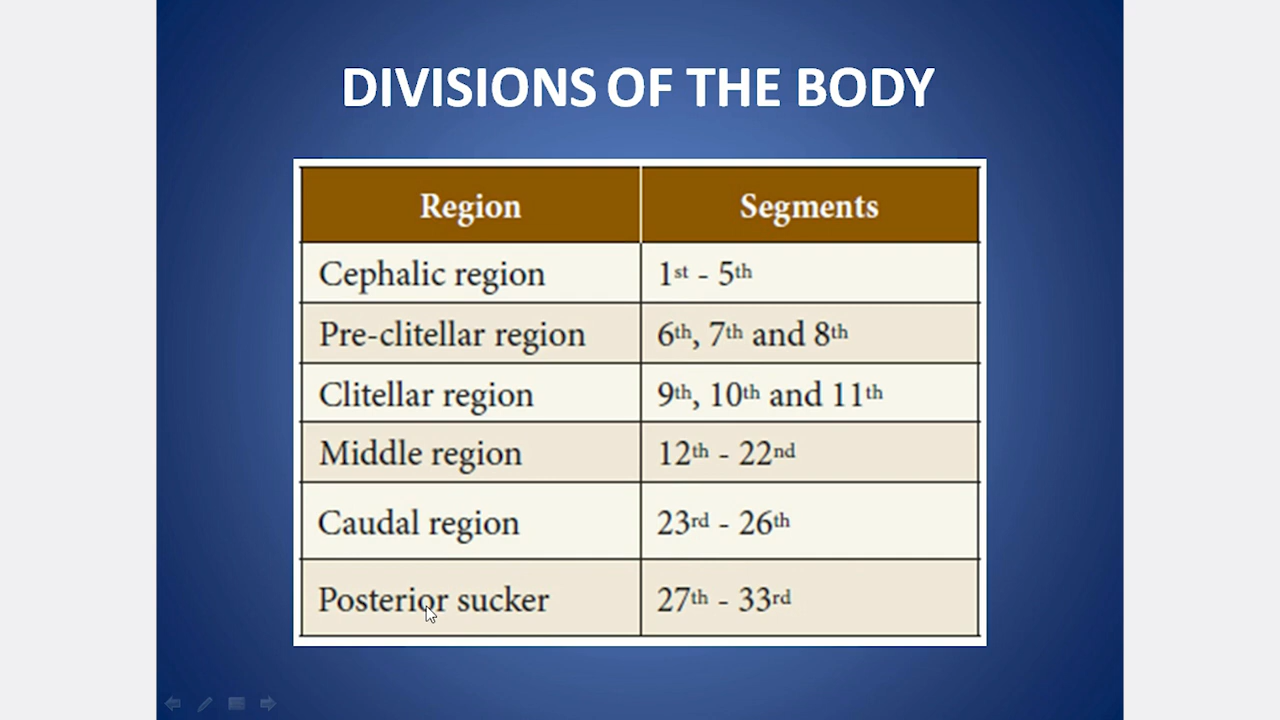 DIVISIONS OF THE BODY
Region Segments
Cephalic region 1st - 5th
Pre-clitellar region 6th, 7th and 8th
Clitellar region 9th, 10th and 11th
Middle region 12th - 22nd
Caudal region 23rd - 26th
Posterior sucker 27th - 33rd